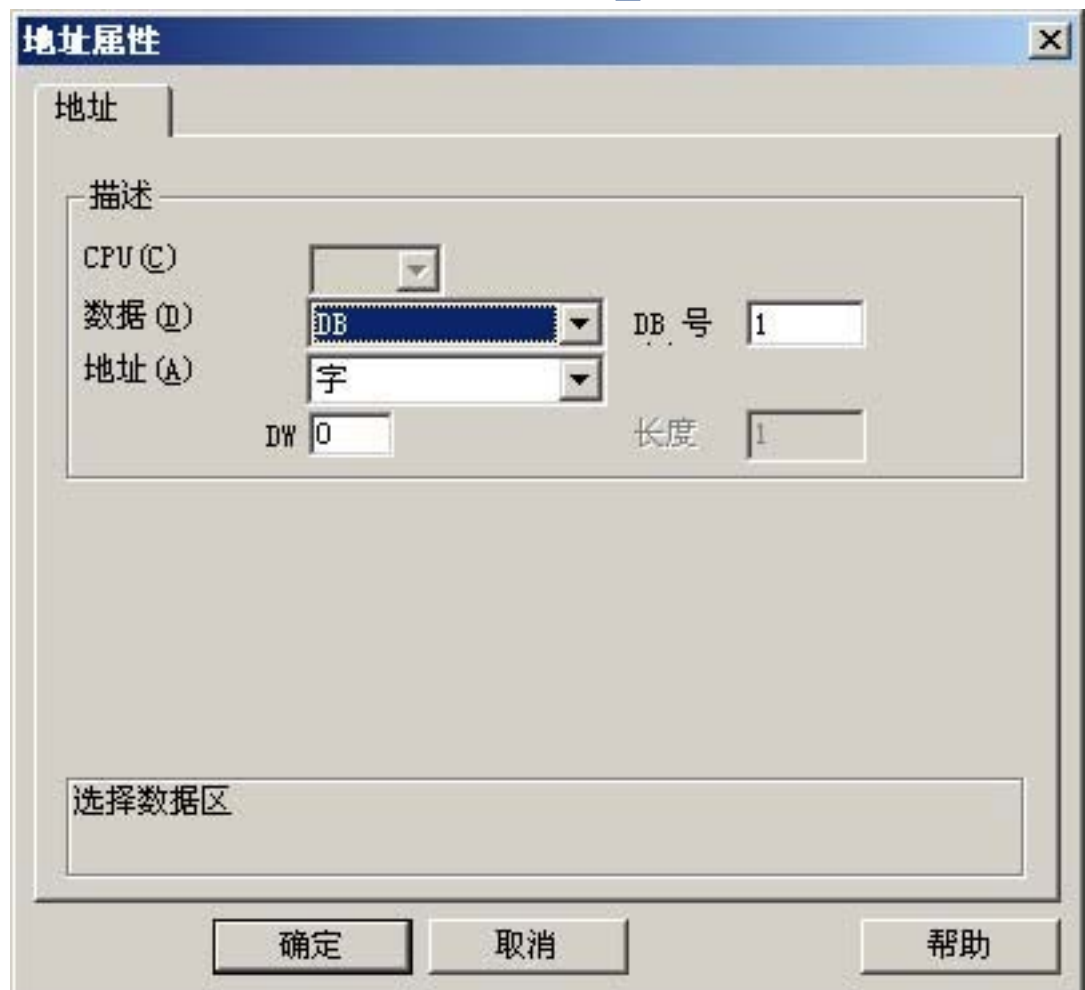 地址属性
地址
描述
CPU(C)
数据(D) DB DB 号 1
地址(A) 字
DW 0 长度 1
选择数据区
确定 取消 帮助